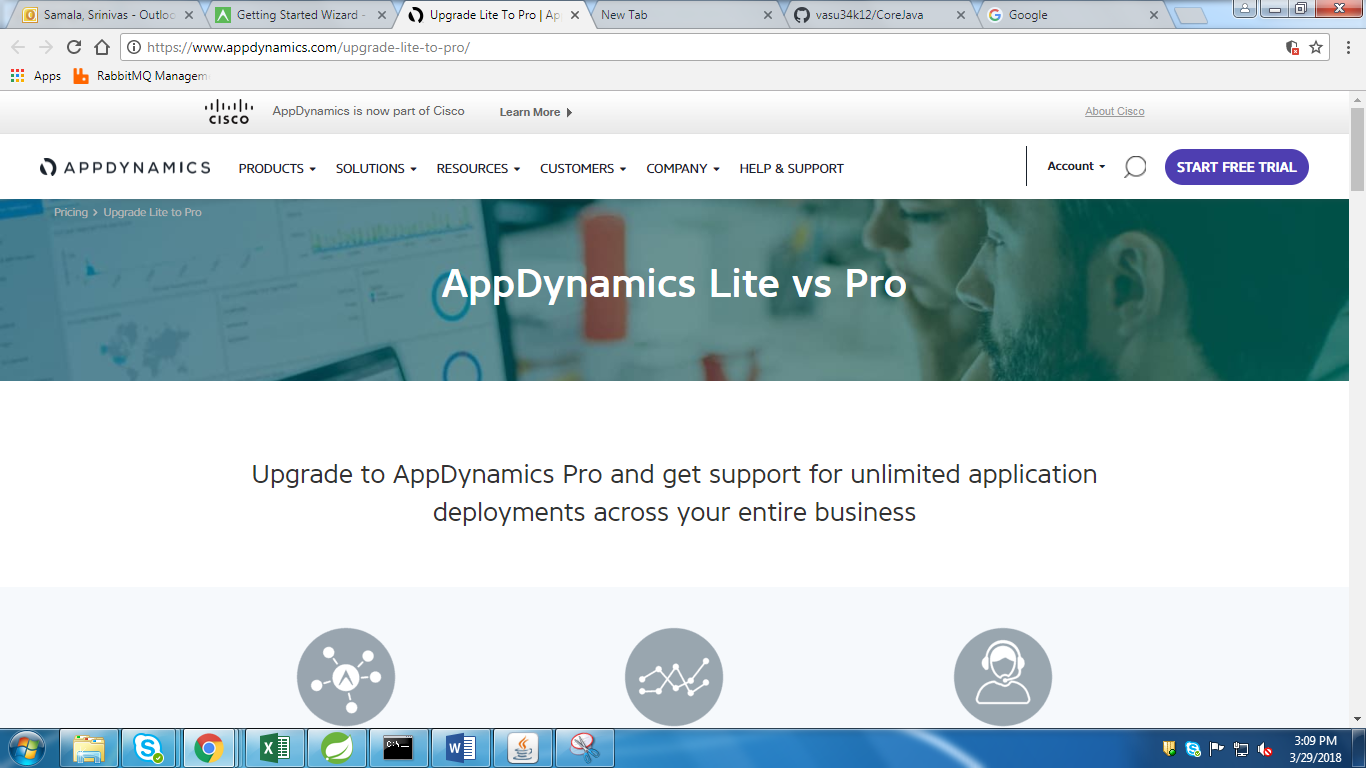 Samala, Srinivas - Outloo
Getting Started Wizard -
Upgrade Lite To Pro | Ap
New Tab
vasu34k12/CoreJava
Google
https://www.appdynamics.com/upgrade-lite-to-pro/
Apps
RabbitMQ Managem
CISCO
AppDynamics is now part of Cisco
Learn More
About Cisco
APPDYNAMICS
PRODUCTS
SOLUTIONS
RESOURCES
CUSTOMERS
COMPANY
HELP & SUPPORT
Account
START FREE TRIAL
Pricing > Upgrade Lite to Pro
AppDynamics Lite vs Pro
Upgrade to AppDynamics Pro and get support for unlimited application
deployments across your entire business
C:\
3:09 PM
3/29/2018